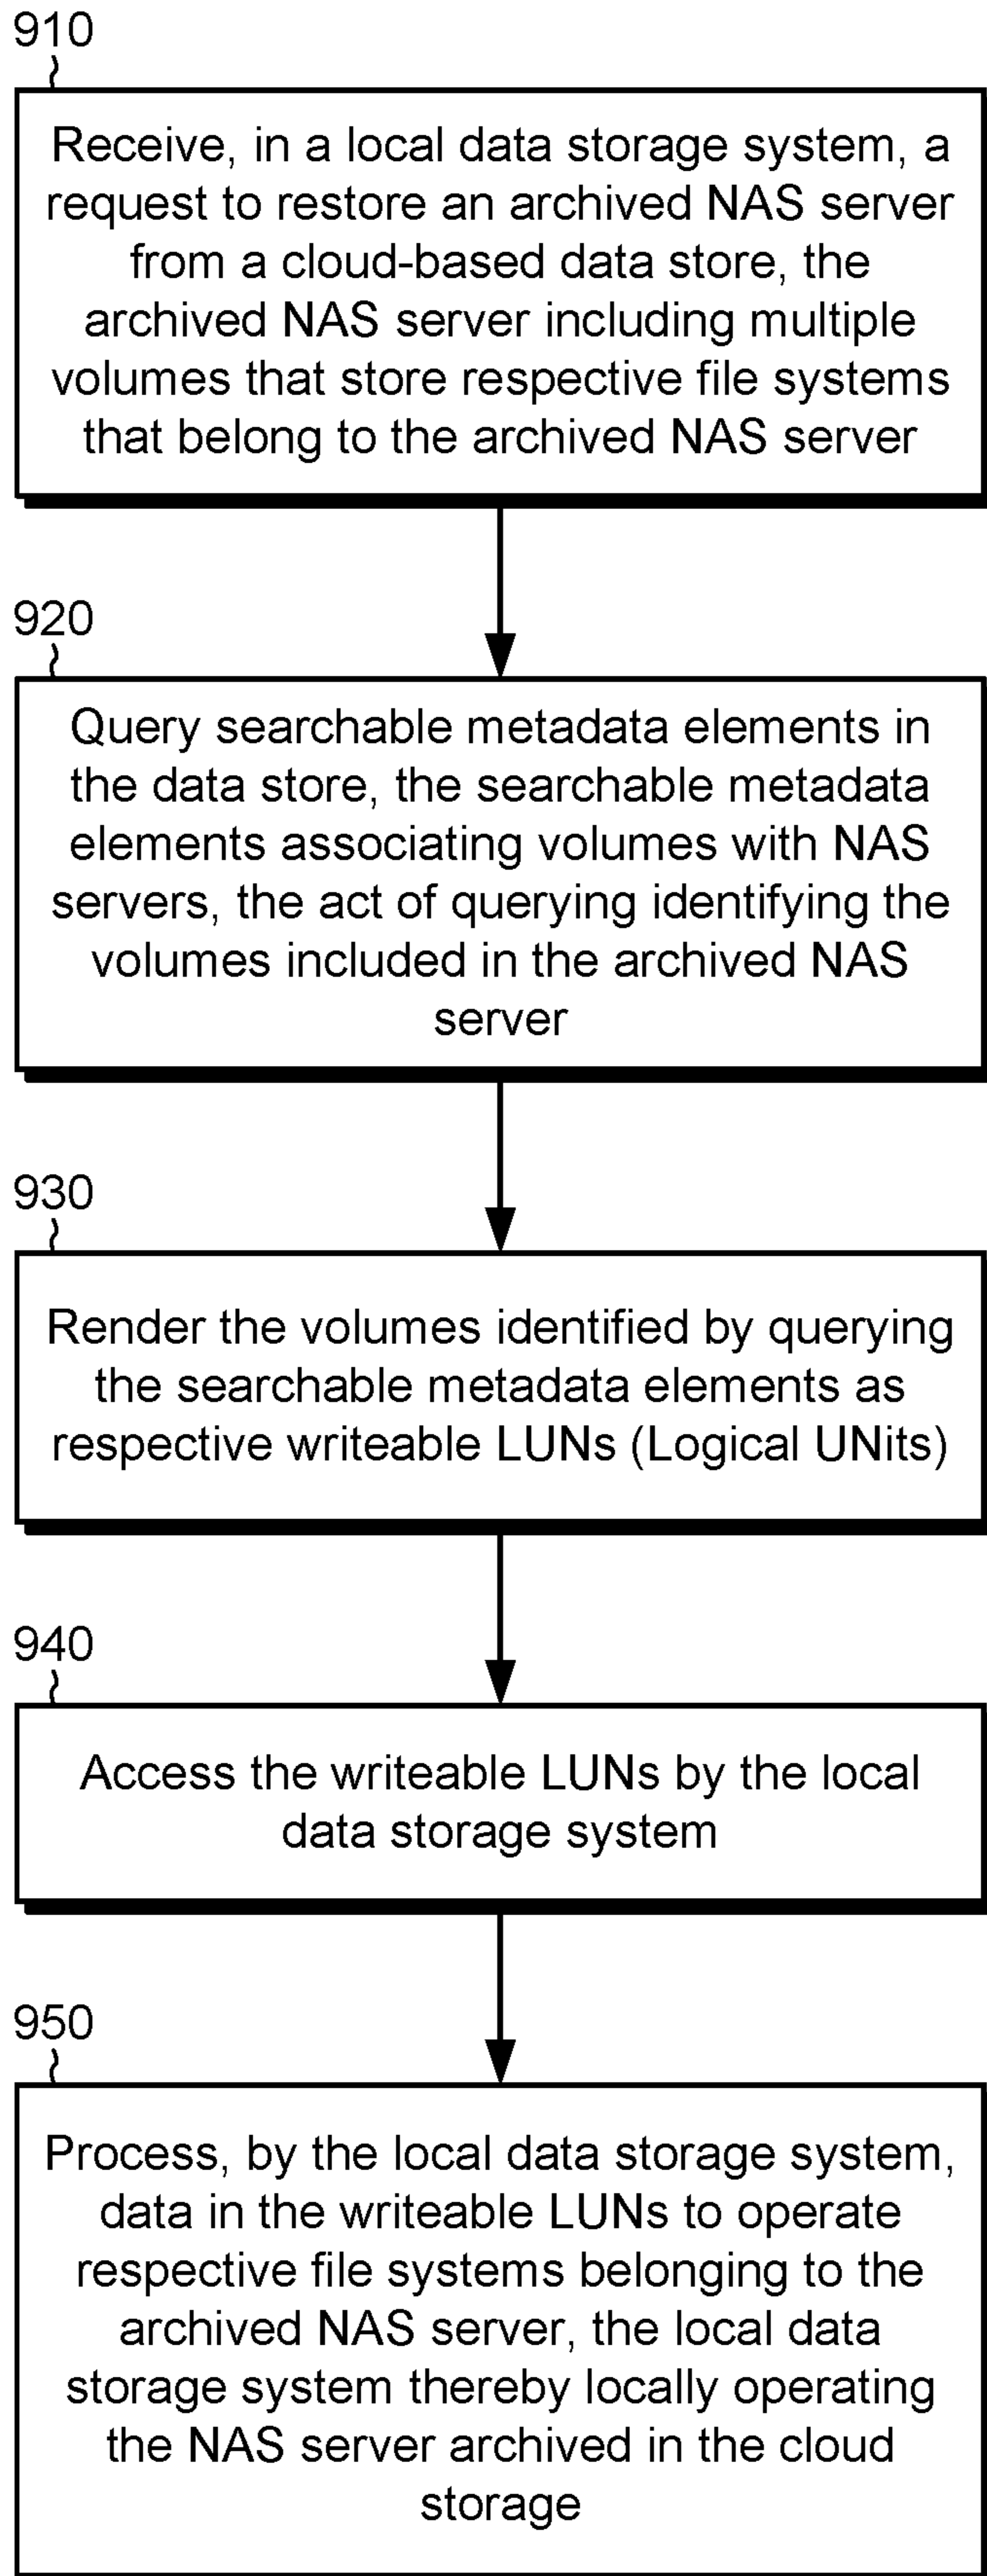 910
Receive, in a local data storage system, a
request to restore an archived NAS server
from a cloud-based data store, the
archived NAS server including multiple
volumes that store respective file systems
that belong to the archived NAS server
920
Query searchable metadata elements in
the data store, the searchable metadata
elements associating volumes with NAS
servers, the act of querying identifying the
volumes included in the archived NAS
server
930
Render the volumes identified by querying
the searchable metadata elements as
respective writeable LUNs (Logical UNits)
940
Access the writeable LUNs by the local
data storage system
950
Process, by the local data storage system,
data in the writeable LUNs to operate
respective file systems belonging to the
archived NAS server, the local data
storage system thereby locally operating
the NAS server archived in the cloud
storage